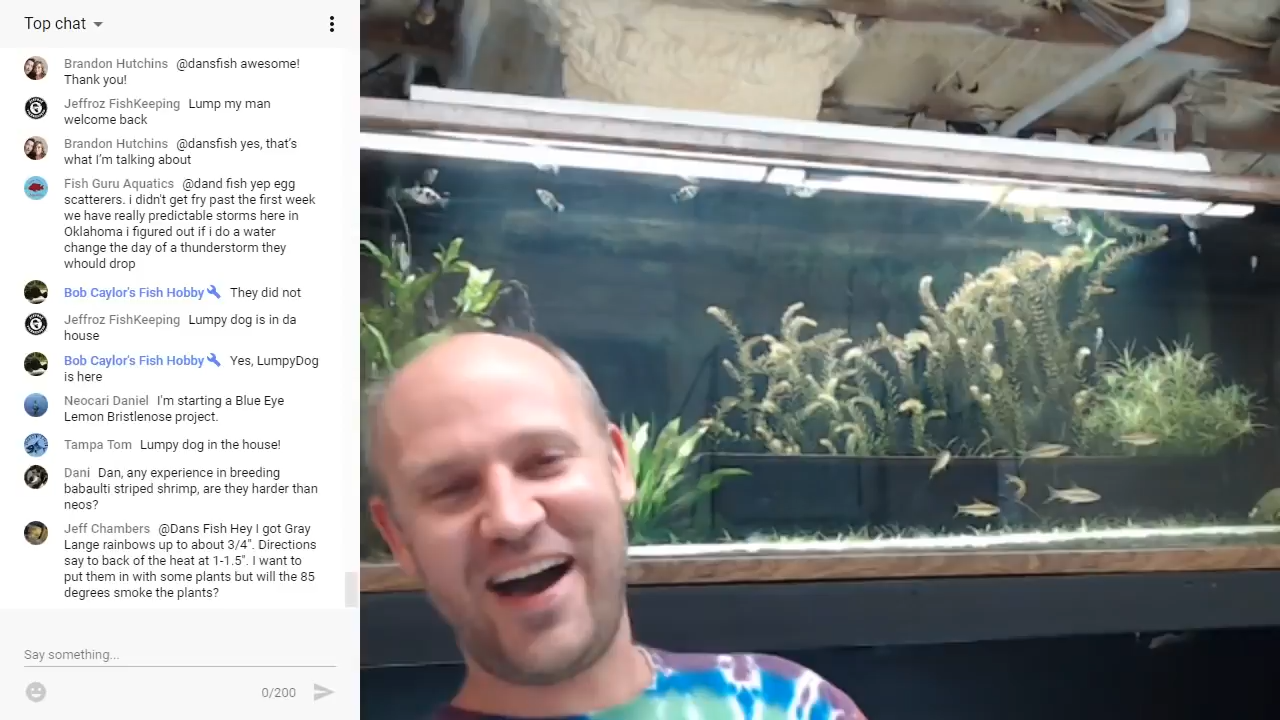 Top chat
Brandon Hutchins @dansfish awesome!
Thank you!
Jeffroz FishKeeping Lump my man
welcome back
Brandon Hutchins @dansfish yes, that's
what I'm talking about
Fish Guru Aquatics @dand fish yep egg
scatterers. i didn't get fry past the first week
we have really predictable storms here in
Oklahoma i figured out if i do a water
change the day of a thunderstorm they
whould drop
Bob Caylor's Fish Hobby They did not
Jeffroz FishKeeping Lumpy dog is in da
house
Bob Caylor's Fish Hobby Yes, LumpyDog
is here
Neocari Daniel I'm starting a Blue Eye
Lemon Bristlenose project.
Tampa Tom Lumpy dog in the house!
Dani Dan, any experience in breeding
babaulti striped shrimp, are they harder than
neos?
Jeff Chambers @Dans Fish Hey I got Gray
Lange rainbows up to about 3/4". Directions
say to back of the heat at 1-1.5". I want to
put them in with some plants but will the 85
degrees smoke the plants?
Say something...
0/200